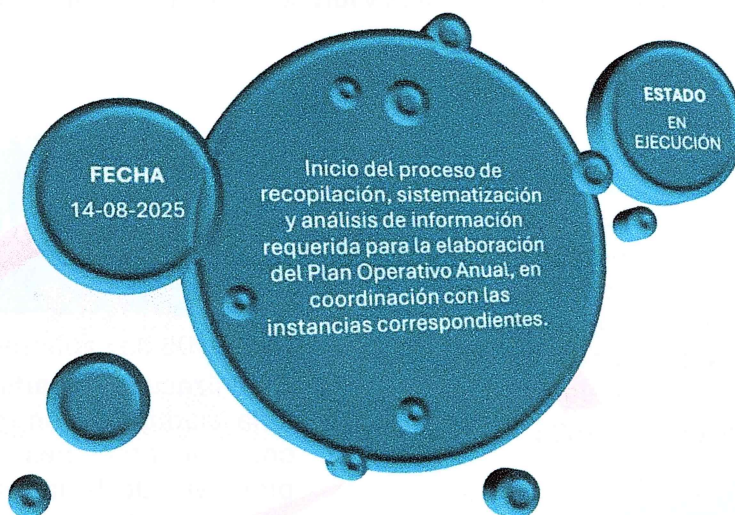 FECHA
14-08-2025
Inicio del proceso de
recopilación, sistematización
y análisis de información
requerida para la elaboración
del Plan Operativo Anual, en
coordinación con las
instancias correspondientes.
ESTADO
EN
EJECUCIÓN